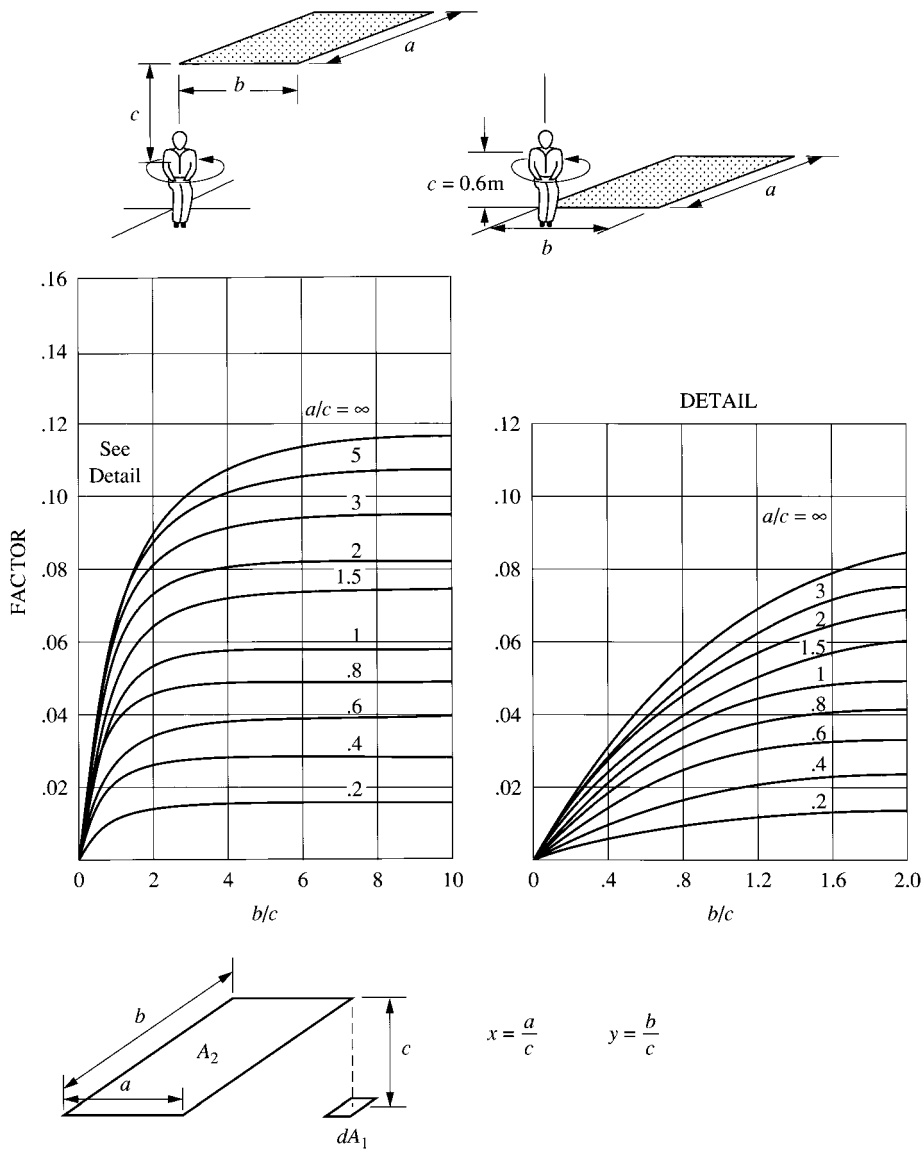 a
b
c
c = 0.6m
a
b
.16
.14
.12
.10
.08
.06
.04
.02
FACTOR
See
Detail
a/c = ∞
5
3
2
1.5
1
.8
.6
.4
.2
0 2 4 6 8 10
b/c
DETAIL
.12
.10
.08
.06
.04
.02
a/c = ∞
3
2
1.5
1
.8
.6
.4
.2
0 .4 .8 1.2 1.6 2.0
b/c
b
A2
a
c
dA1
x = a/c y = b/c